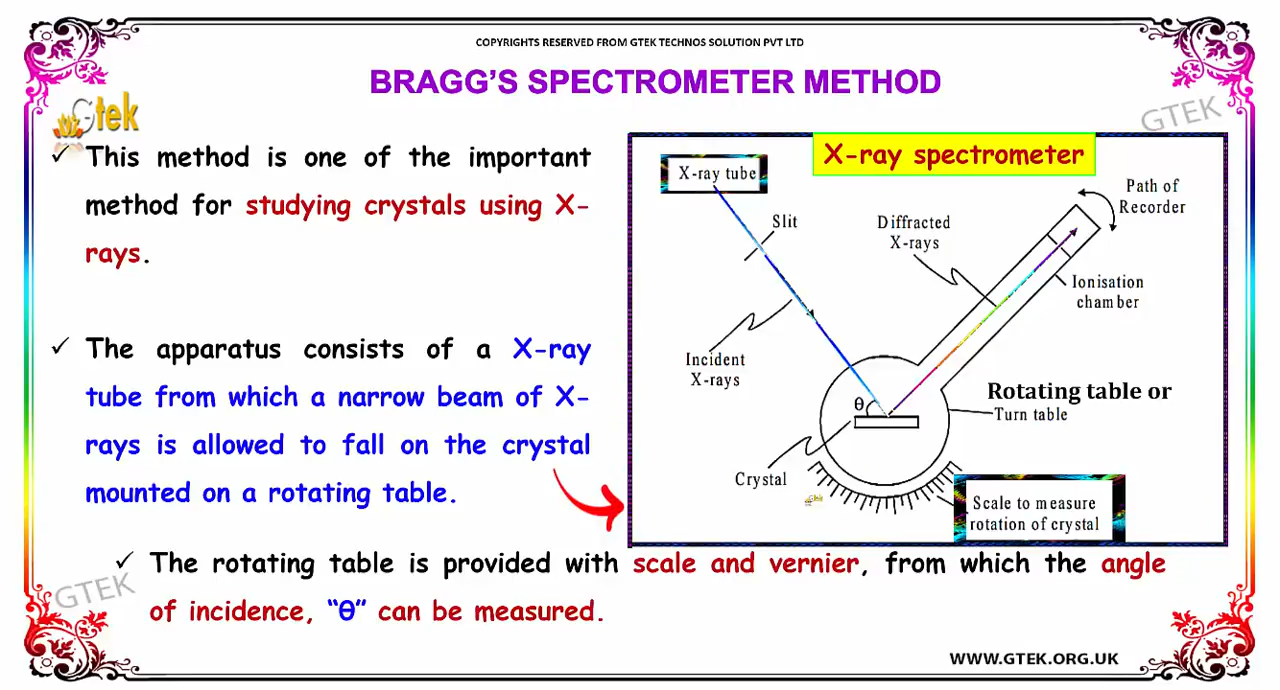 COPYRIGHTS RESERVED FROM GTEK TECHNOS SOLUTION PVT LTD
BRAGG'S SPECTROMETER METHOD
Gtek
GTEK
✓ This method is one of the important
method for studying crystals using X-
rays.
✓ The apparatus consists of a X-ray
tube from which a narrow beam of X-
rays is allowed to fall on the crystal
mounted on a rotating table.
X-ray spectrometer
X-ray tube
Slit
Diffracted
X-rays
Path of
Recorder
Ionisation
chamber
Incident
X-rays
θ
Rotating table or
Turn table
Crystal
Gtek
Scale to measure
rotation of crystal
✓ The rotating table is provided with scale and vernier, from which the angle
of incidence, “θ” can be measured.
GTEK
WWW.GTEK.ORG.UK